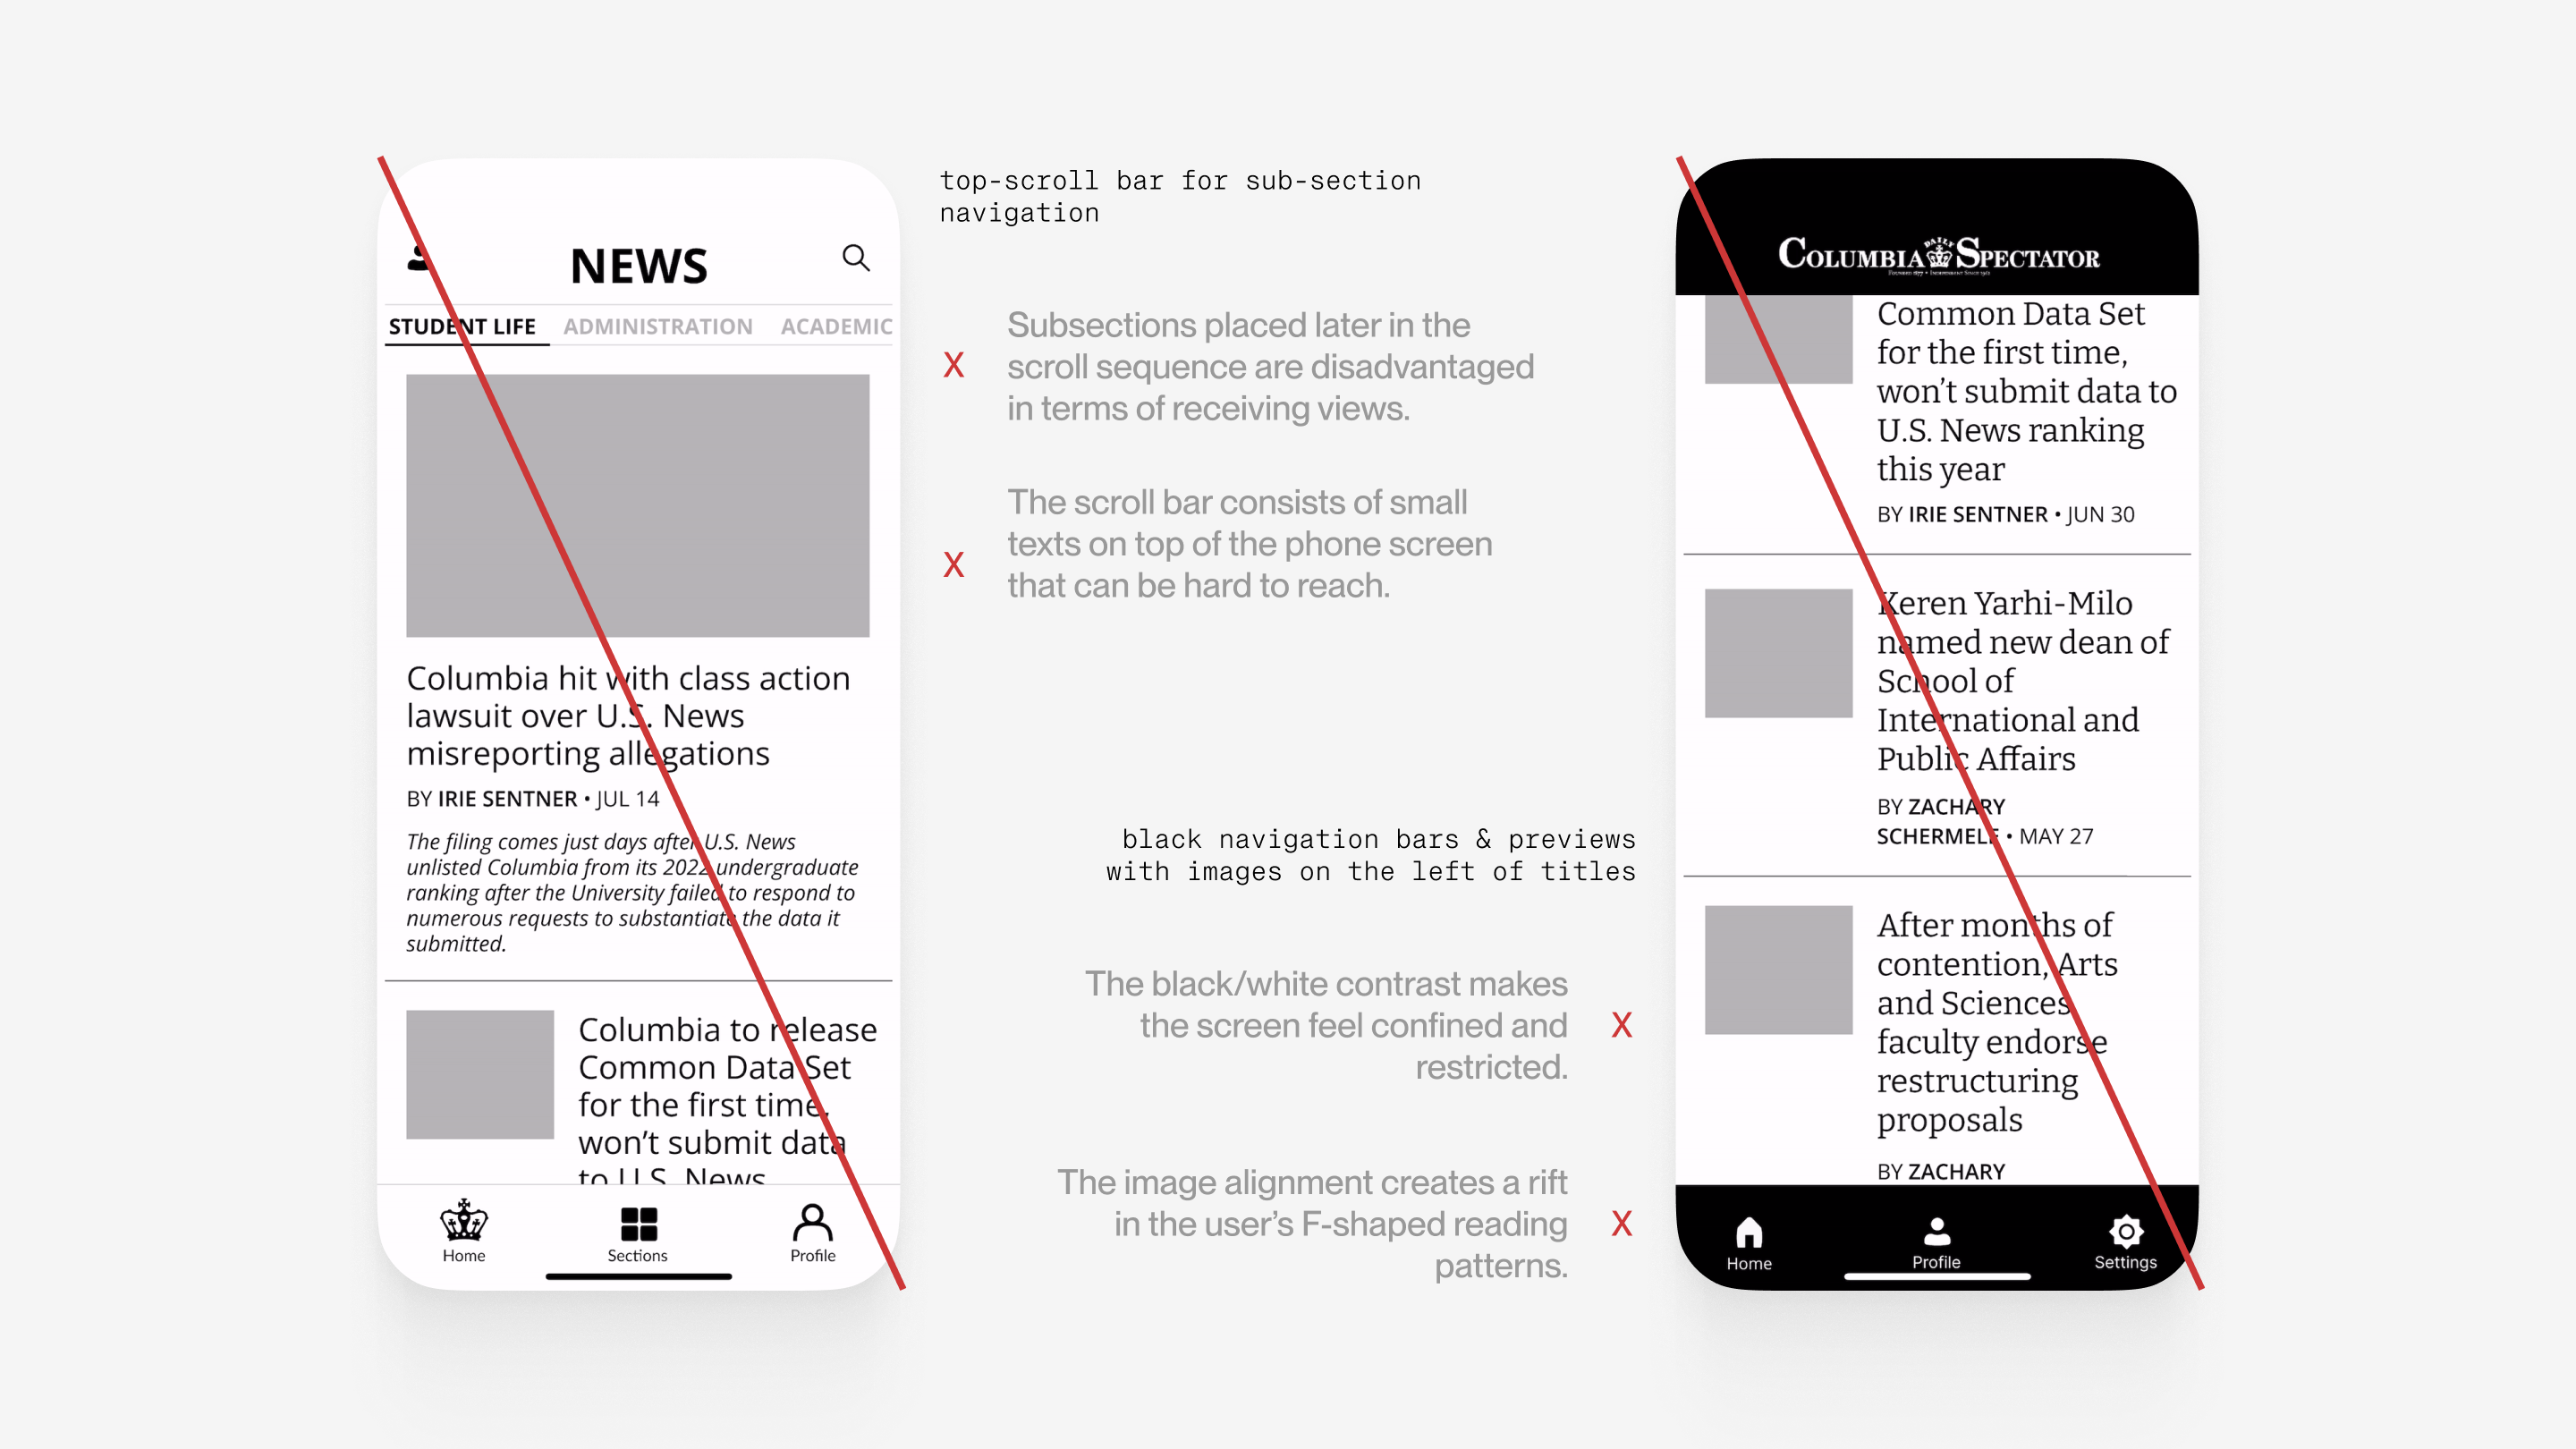 NEWS
STUDENT LIFE ADMINISTRATION ACADEMIC
Columbia hit with class action
lawsuit over U.S. News
misreporting allegations
BY IRIE SENTNER • JUL 14
The filing comes just days after U.S. News
unlisted Columbia from its 2022 undergraduate
ranking after the University failed to respond to
numerous requests to substantiate the data it
submitted.
Columbia to release
Common Data Set
for the first time,
won't submit data
to U.S. News
Home Sections Profile
top-scroll bar for sub-section
navigation
X
Subsections placed later in the
scroll sequence are disadvantaged
in terms of receiving views.
X
The scroll bar consists of small
texts on top of the phone screen
that can be hard to reach.
black navigation bars & previews
with images on the left of titles
The black/white contrast makes
the screen feel confined and
restricted.
X
The image alignment creates a rift
in the user's F-shaped reading
patterns.
X
COLUMBIA DAILY SPECTATOR
Common Data Set
for the first time,
won't submit data to
U.S. News ranking
this year
BY IRIE SENTNER • JUN 30
Keren Yarhi-Milo
named new dean of
School of
International and
Public Affairs
BY ZACHARY
SCHERMELE • MAY 27
After months of
contention, Arts
and Sciences
faculty endorse
restructuring
proposals
BY ZACHARY
Home Profile Settings